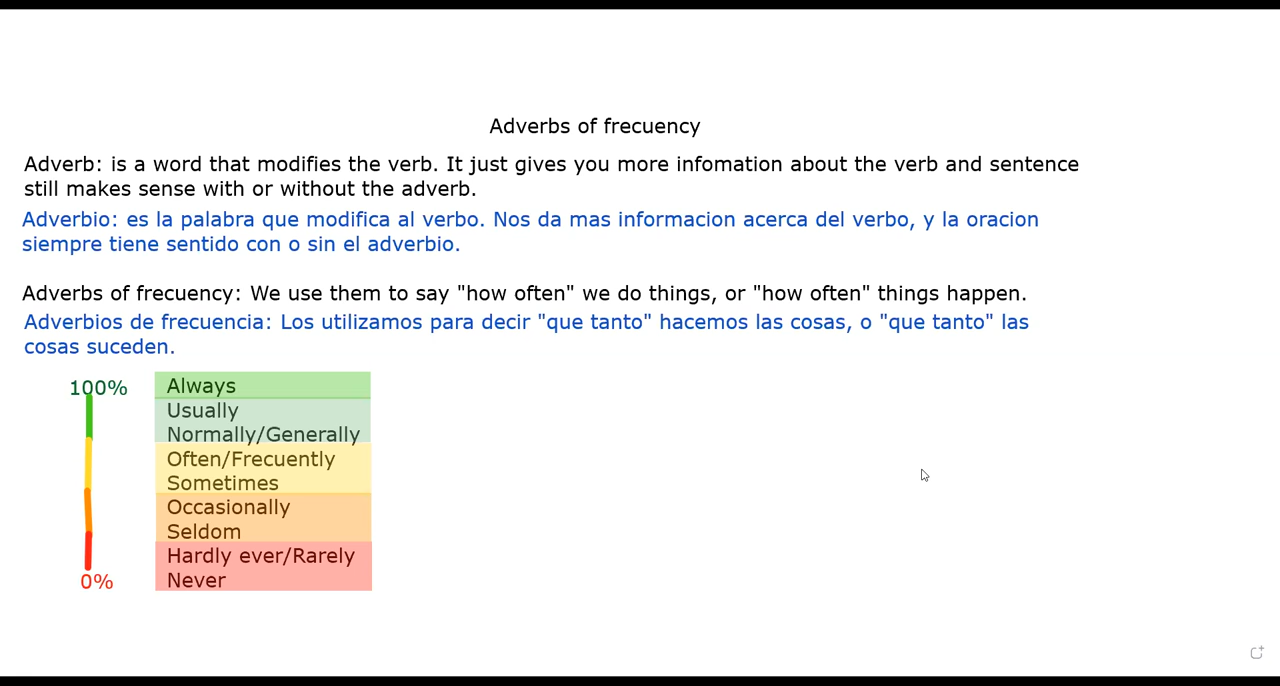 Adverbs of frecuency
Adverb: is a word that modifies the verb. It just gives you more infomation about the verb and sentence
still makes sense with or without the adverb.
Adverbio: es la palabra que modifica al verbo. Nos da mas informacion acerca del verbo, y la oracion
siempre tiene sentido con o sin el adverbio.
Adverbs of frecuency: We use them to say "how often" we do things, or "how often" things happen.
Adverbios de frecuencia: Los utilizamos para decir "que tanto" hacemos las cosas, o "que tanto" las
cosas suceden.
100%
Always
Usually
Normally/Generally
Often/Frecuently
Sometimes
Occasionally
Seldom
Hardly ever/Rarely
Never
0%